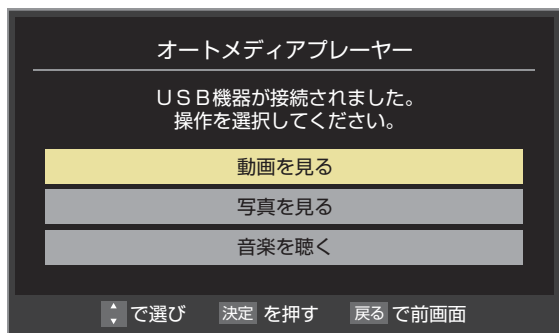 オートメディアプレーヤー
ＵＳＢ機器が接続されました。
操作を選択してください。
動画を見る
写真を見る
音楽を聴く
で選び 決定 を押す 戻る で前画面